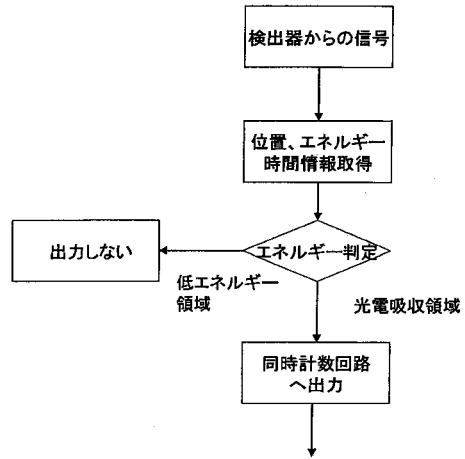 検出器からの信号
位置、エネルギー
時間情報取得
エネルギー判定
出力しない
低エネルギー
領域
光電吸収領域
同時計数回路
へ出力